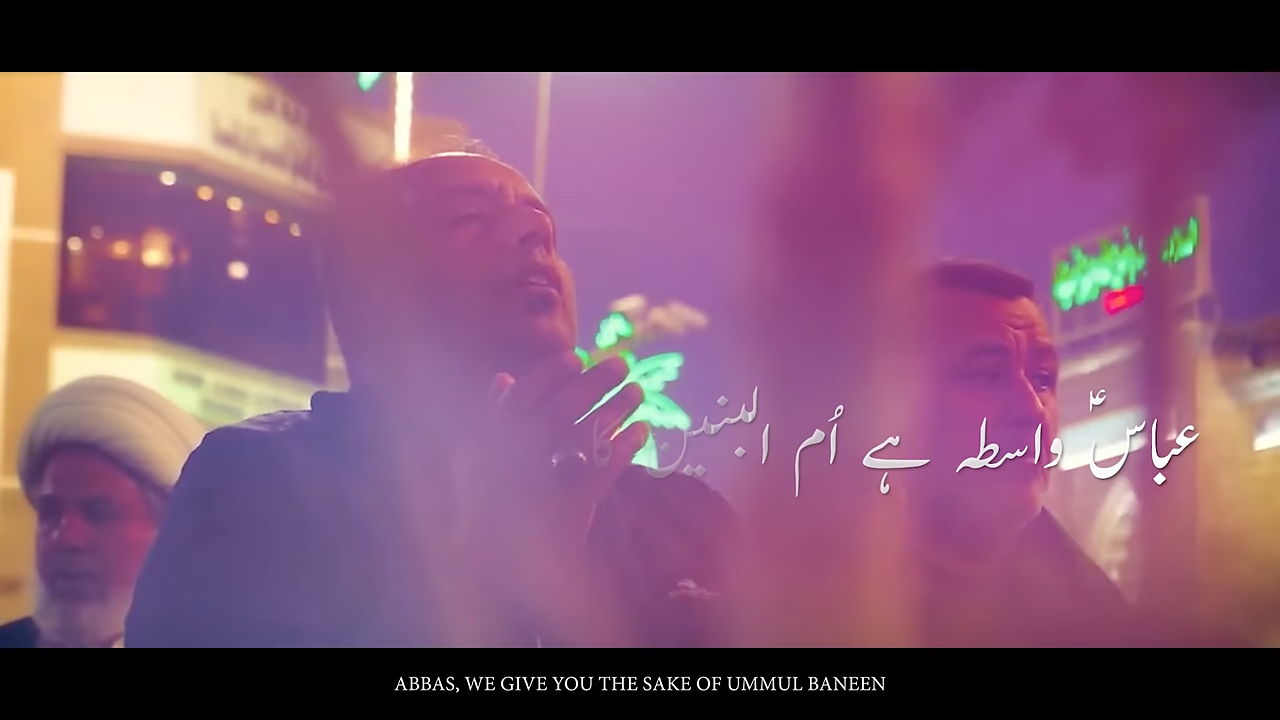 عباسؑ واسطہ ہے اُم البنین کا
ABBAS, WE GIVE YOU THE SAKE OF UMMUL BANEEN